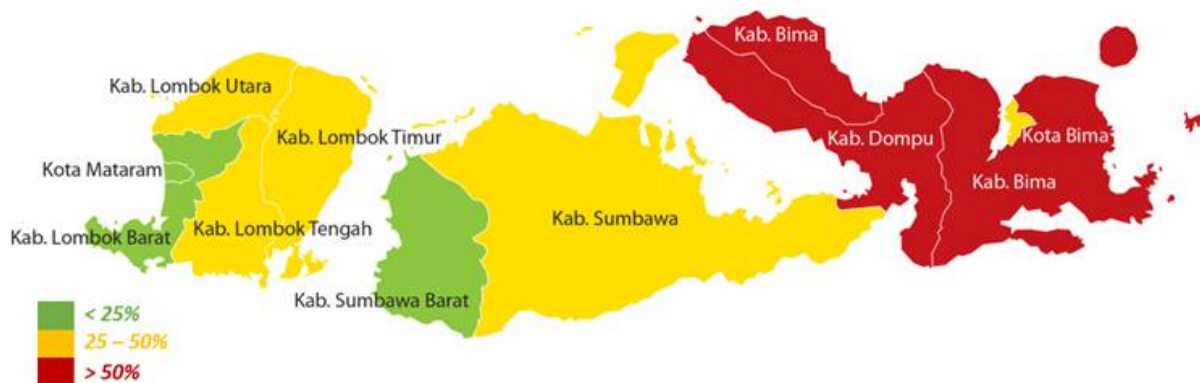 Kab. Bima
Kab. Lombok Utara
Kab. Lombok Timur
Kab. Dompu
Kota Bima
Kota Mataram
Kab. Bima
Kab. Sumbawa
Kab. Lombok Barat
Kab. Lombok Tengah
Kab. Sumbawa Barat
< 25%
25 – 50%
> 50%